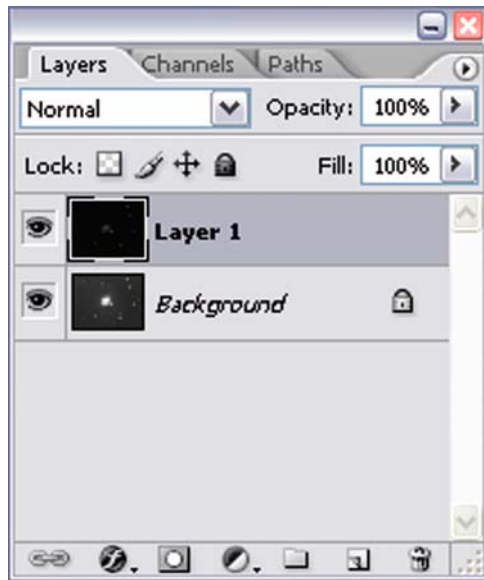 Layers Channels Paths
Normal Opacity: 100%
Lock: Fill: 100%
Layer 1
Background